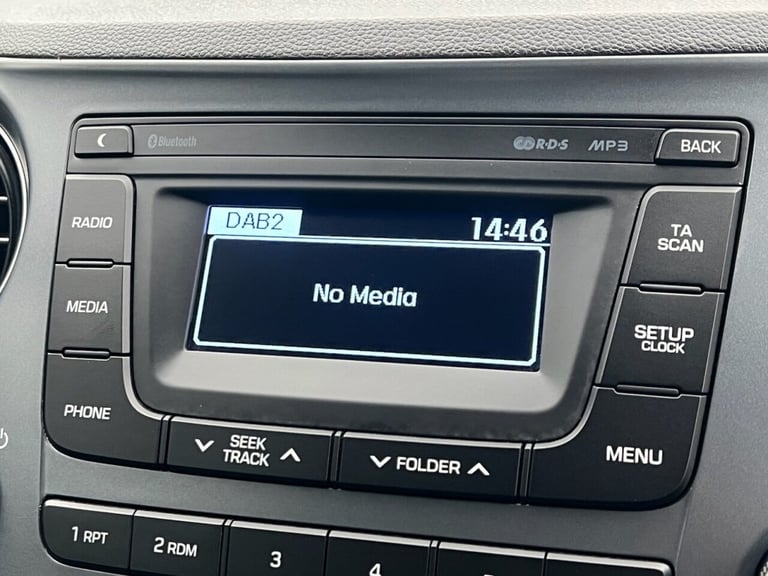 Bluetooth
R·D·S
MP3
BACK
RADIO
DAB2
14:46
TA
SCAN
No Media
MEDIA
SETUP
CLOCK
PHONE
SEEK
TRACK
FOLDER
MENU
1 RPT
2 RDM
3
4